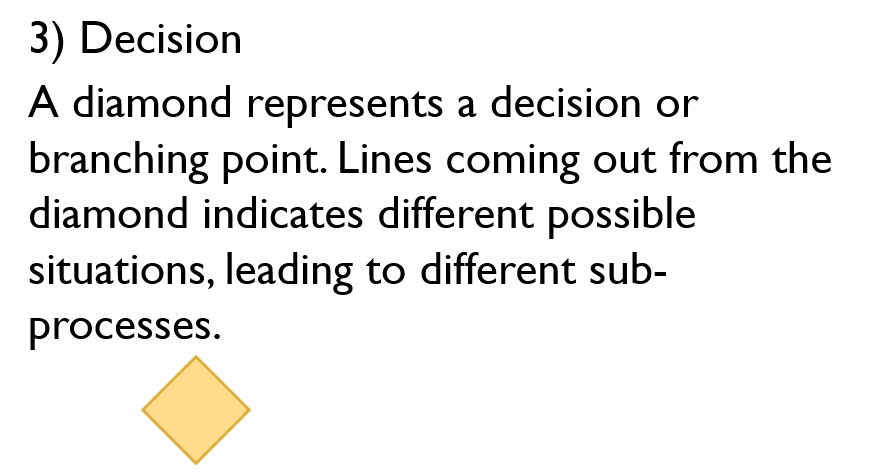 3) Decision
A diamond represents a decision or
branching point. Lines coming out from the
diamond indicates different possible
situations, leading to different sub-
processes.